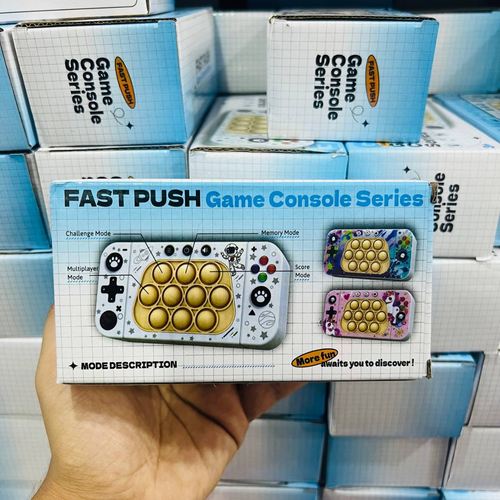 Game
Console
Series
FAST PUSH
Game
Console
Series
FAST PUSH
Console
Series
FAST PUSH Game Console Series
Challenge Mode
Memory Mode
Multiplayer
Mode
Score
Mode
MODE DESCRIPTION
More fun
awaits you to discover!